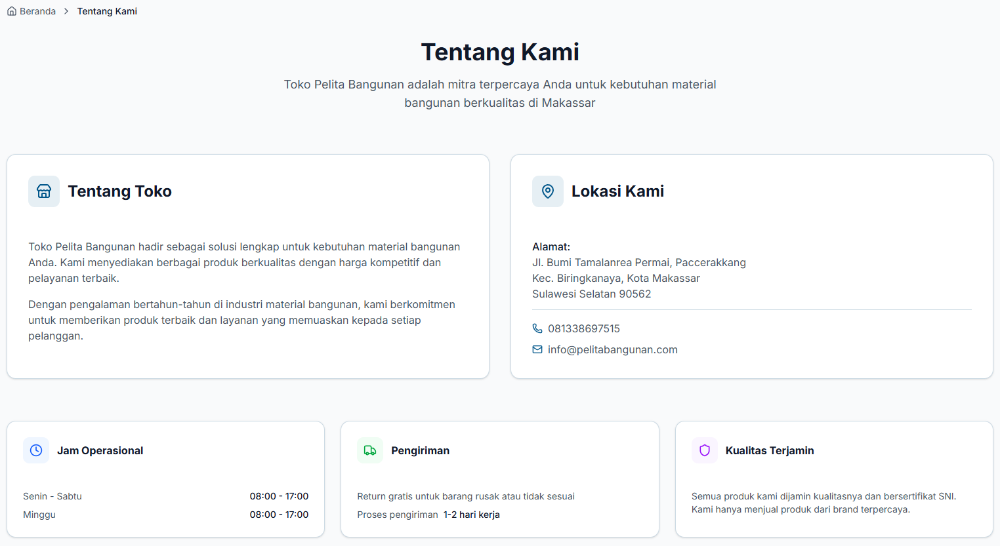 Beranda > Tentang Kami
Tentang Kami
Toko Pelita Bangunan adalah mitra terpercaya Anda untuk kebutuhan material
bangunan berkualitas di Makassar
Tentang Toko
Toko Pelita Bangunan hadir sebagai solusi lengkap untuk kebutuhan material bangunan
Anda. Kami menyediakan berbagai produk berkualitas dengan harga kompetitif dan
pelayanan terbaik.
Dengan pengalaman bertahun-tahun di industri material bangunan, kami berkomitmen
untuk memberikan produk terbaik dan layanan yang memuaskan kepada setiap
pelanggan.
Lokasi Kami
Alamat:
Jl. Bumi Tamalanrea Permai, Paccerakkang
Kec. Biringkanaya, Kota Makassar
Sulawesi Selatan 90562
081338697515
info@pelitabangunan.com
Jam Operasional
Senin - Sabtu 08:00 - 17:00
Minggu 08:00 - 17:00
Pengiriman
Return gratis untuk barang rusak atau tidak sesuai
Proses pengiriman 1-2 hari kerja
Kualitas Terjamin
Semua produk kami dijamin kualitasnya dan bersertifikat SNI.
Kami hanya menjual produk dari brand terpercaya.